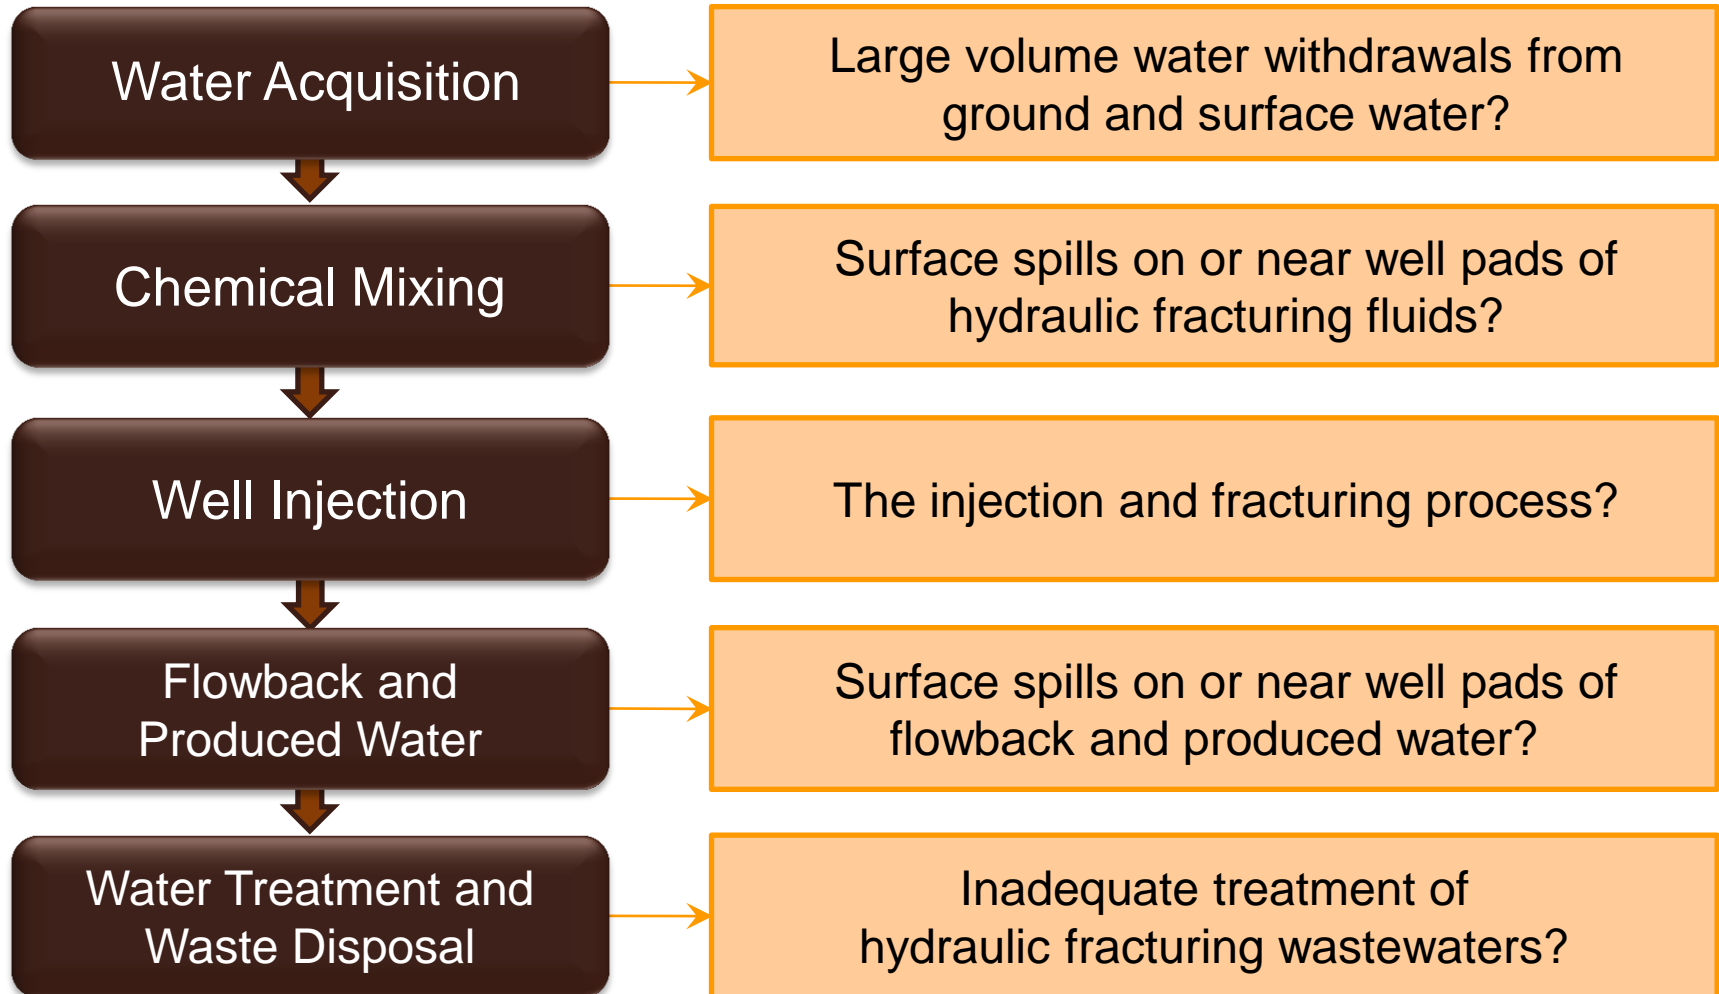 Water Acquisition
Large volume water withdrawals from
ground and surface water?
Chemical Mixing
Surface spills on or near well pads of
hydraulic fracturing fluids?
Well Injection
The injection and fracturing process?
Flowback and
Produced Water
Surface spills on or near well pads of
flowback and produced water?
Water Treatment and
Waste Disposal
Inadequate treatment of
hydraulic fracturing wastewaters?